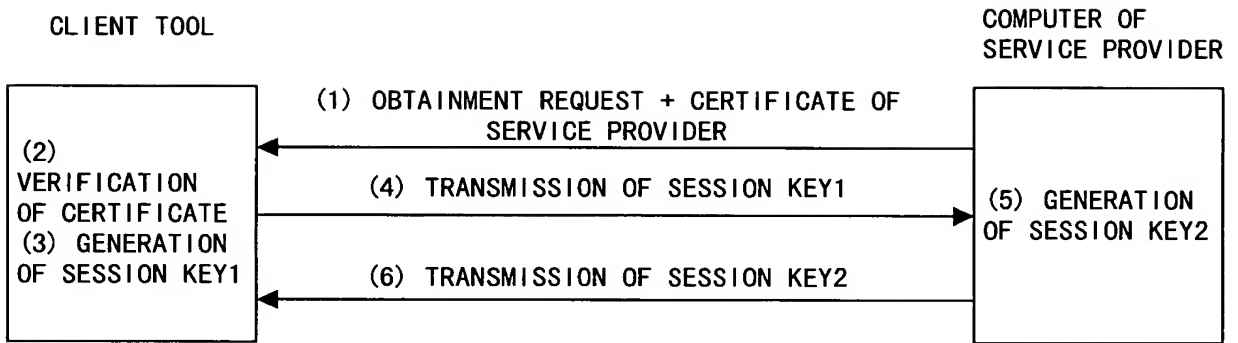 CLIENT TOOL
COMPUTER OF
SERVICE PROVIDER
(1) OBTAINMENT REQUEST + CERTIFICATE OF
SERVICE PROVIDER
(2)
VERIFICATION
OF CERTIFICATE
(3) GENERATION
OF SESSION KEY1
(4) TRANSMISSION OF SESSION KEY1
(5) GENERATION
OF SESSION KEY2
(6) TRANSMISSION OF SESSION KEY2